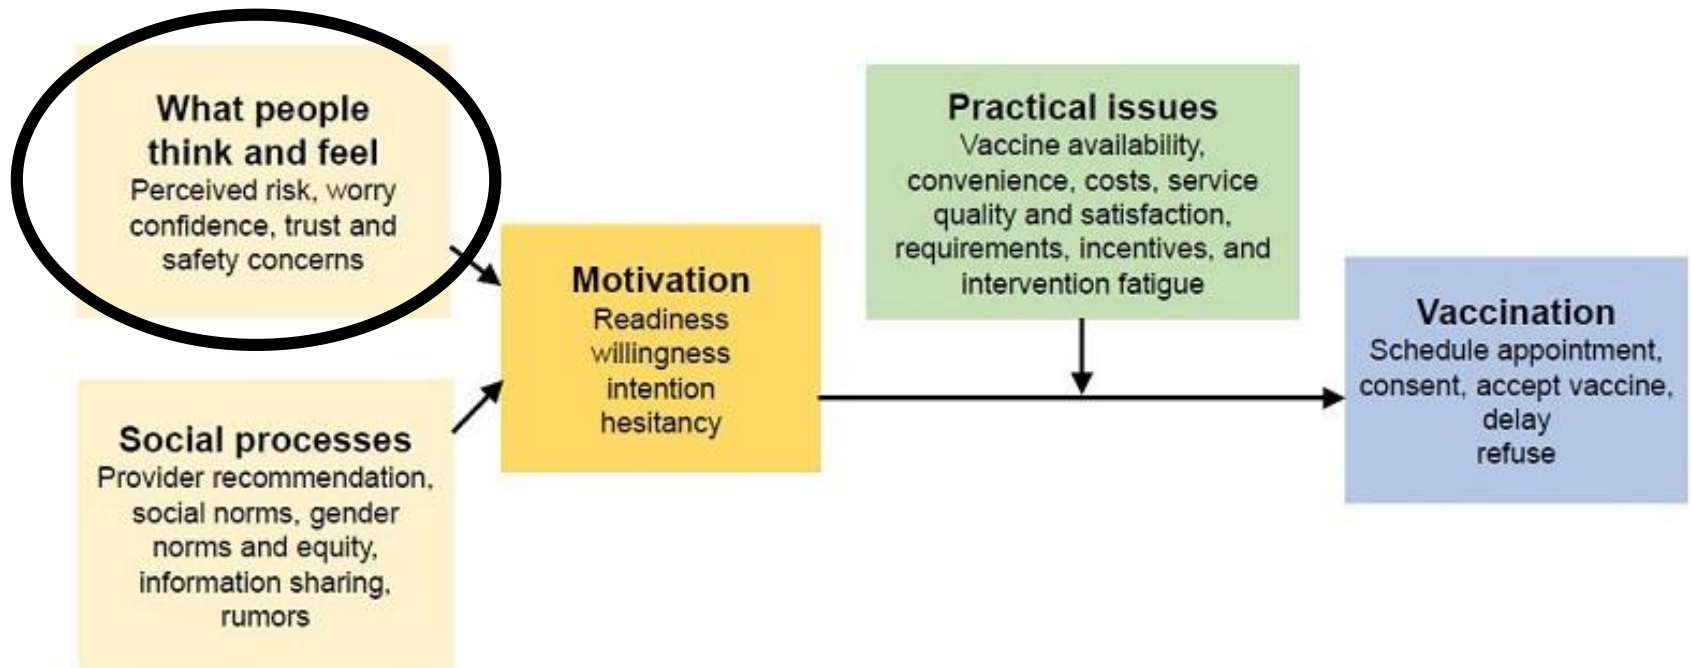 What people
think and feel
Perceived risk, worry
confidence, trust and
safety concerns
Social processes
Provider recommendation,
social norms, gender
norms and equity,
information sharing,
rumors
Motivation
Readiness
willingness
intention
hesitancy
Practical issues
Vaccine availability,
convenience, costs, service
quality and satisfaction,
requirements, incentives, and
intervention fatigue
Vaccination
Schedule appointment,
consent, accept vaccine,
delay
refuse